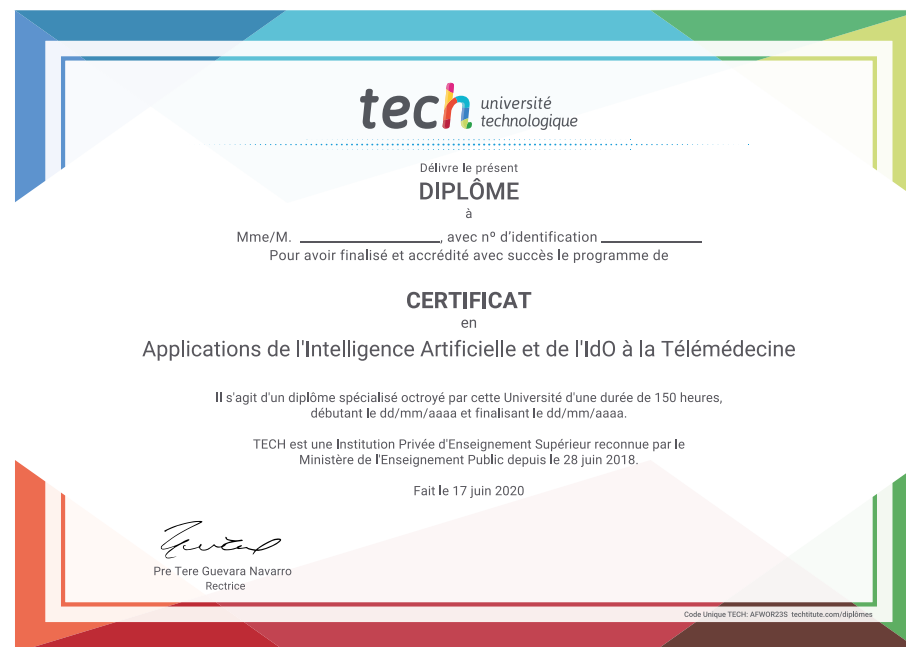 tech université
technologique
Délivre le présent
DIPLÔME
à
Mme/M. ____________________, avec nº d'identification ______________
Pour avoir finalisé et accrédité avec succès le programme de
CERTIFICAT
en
Applications de l'Intelligence Artificielle et de l'IdO à la Télémédecine
Il s'agit d'un diplôme spécialisé octroyé par cette Université d'une durée de 150 heures,
débutant le dd/mm/aaaa et finalisant le dd/mm/aaaa.
TECH est une Institution Privée d'Enseignement Supérieur reconnue par le
Ministère de l'Enseignement Public depuis le 28 juin 2018.
Fait le 17 juin 2020
Pre Tere Guevara Navarro
Rectrice
Code Unique TECH: AFWOR23S techtitute.com/diplômes